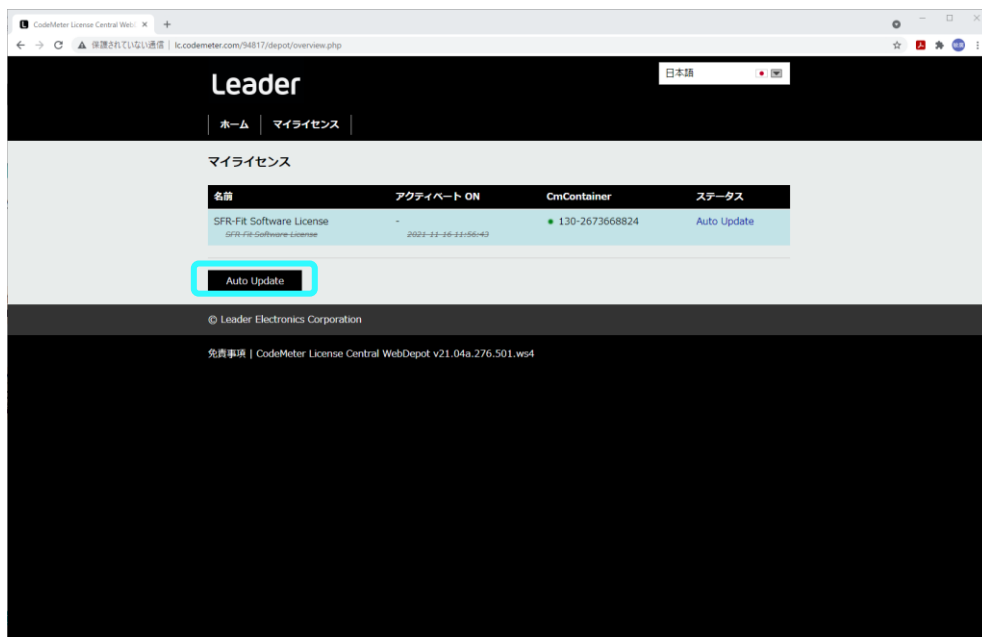 CodeMeter License Central Web
保護されていない通信 | lc.codemeter.com/94817/depot/overview.php
Leader
日本語
ホーム マイライセンス
マイライセンス
名前 アクティベート ON CmContainer ステータス
SFR-Fit Software License - 130-2673668824 Auto Update
SFR-Fit Software License 2021-11-16 11:56:43
Auto Update
© Leader Electronics Corporation
免責事項 | CodeMeter License Central WebDepot v21.04a.276.501.ws4